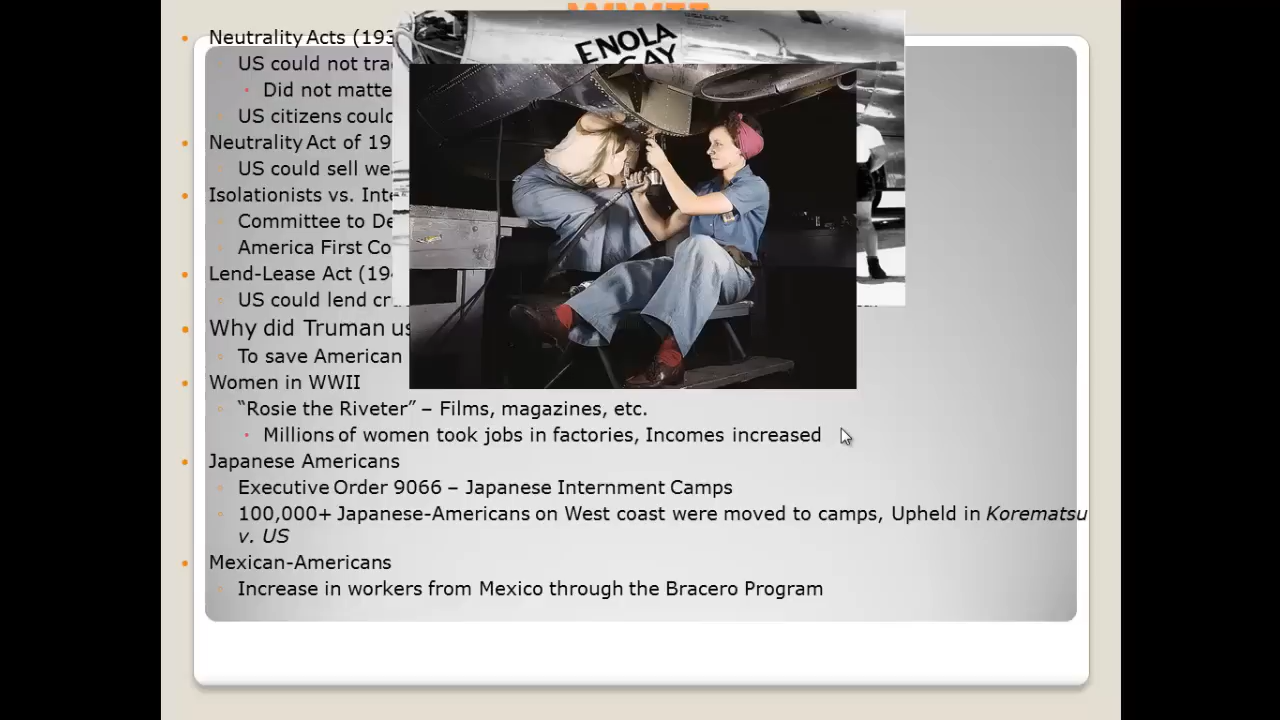 WWII
Neutrality Acts (193
US could not tra
Did not matte
US citizens could
Neutrality Act of 19
US could sell we
Isolationists vs. Inte
Committee to De
America First Co
Lend-Lease Act (19
US could lend cr
Why did Truman us
To save American
Women in WWII
“Rosie the Riveter” – Films, magazines, etc.
Millions of women took jobs in factories, Incomes increased
Japanese Americans
Executive Order 9066 – Japanese Internment Camps
100,000+ Japanese-Americans on West coast were moved to camps, Upheld in Korematsu
v. US
Mexican-Americans
Increase in workers from Mexico through the Bracero Program
ENOLA
GAY